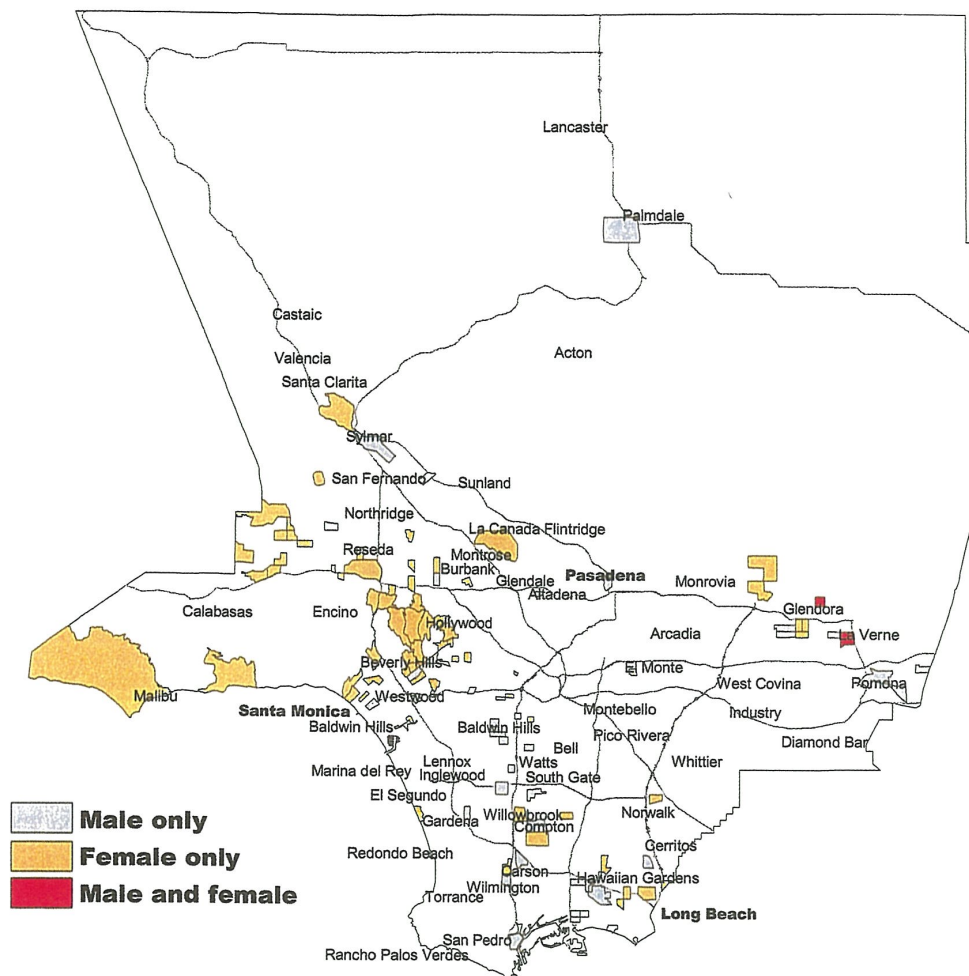 Lancaster
Palmdale
Castaic
Valencia
Acton
Santa Clarita
Sylmar
San Fernando
Sunland
Northridge
La Canada Flintridge
Reseda
Montrose
Burbank
Glendale
Pasadena
Altadena
Monrovia
Calabasas
Encino
Hollywood
Glendora
Arcadia
La Verne
Beverly Hills
El Monte
Malibu
Westwood
West Covina
Pomona
Santa Monica
Montebello
Industry
Baldwin Hills
Baldwin Hills
Pico Rivera
Diamond Bar
Bell
Marina del Rey
Lennox
Watts
Whittier
Inglewood
South Gate
El Segundo
Male only
Gardena
Willowbrook
Norwalk
Compton
Female only
Redondo Beach
Cerritos
Male and female
Carson
Hawaiian Gardens
Wilmington
Torrance
Long Beach
San Pedro
Rancho Palos Verdes